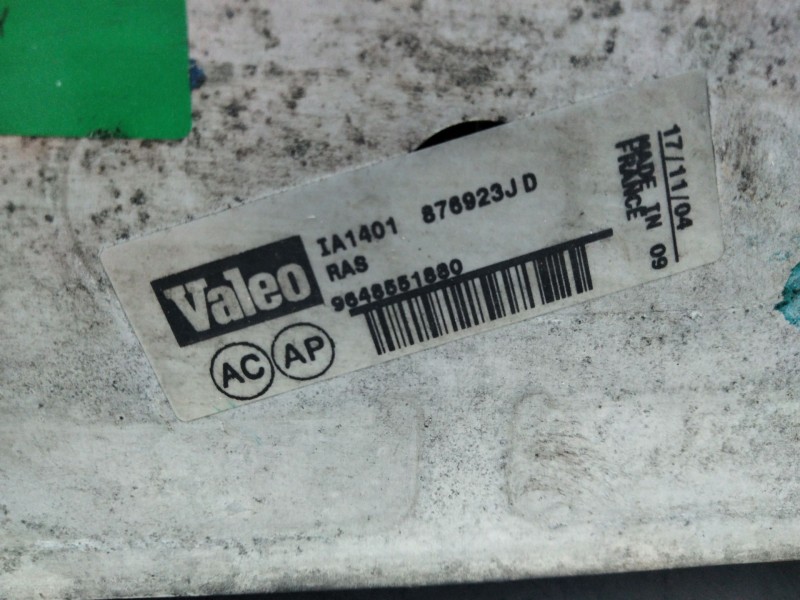 Valeo
IA1401 876923J D
RAS
9648551880
AC AP
17/11/04
MADE IN
FRANCE
09